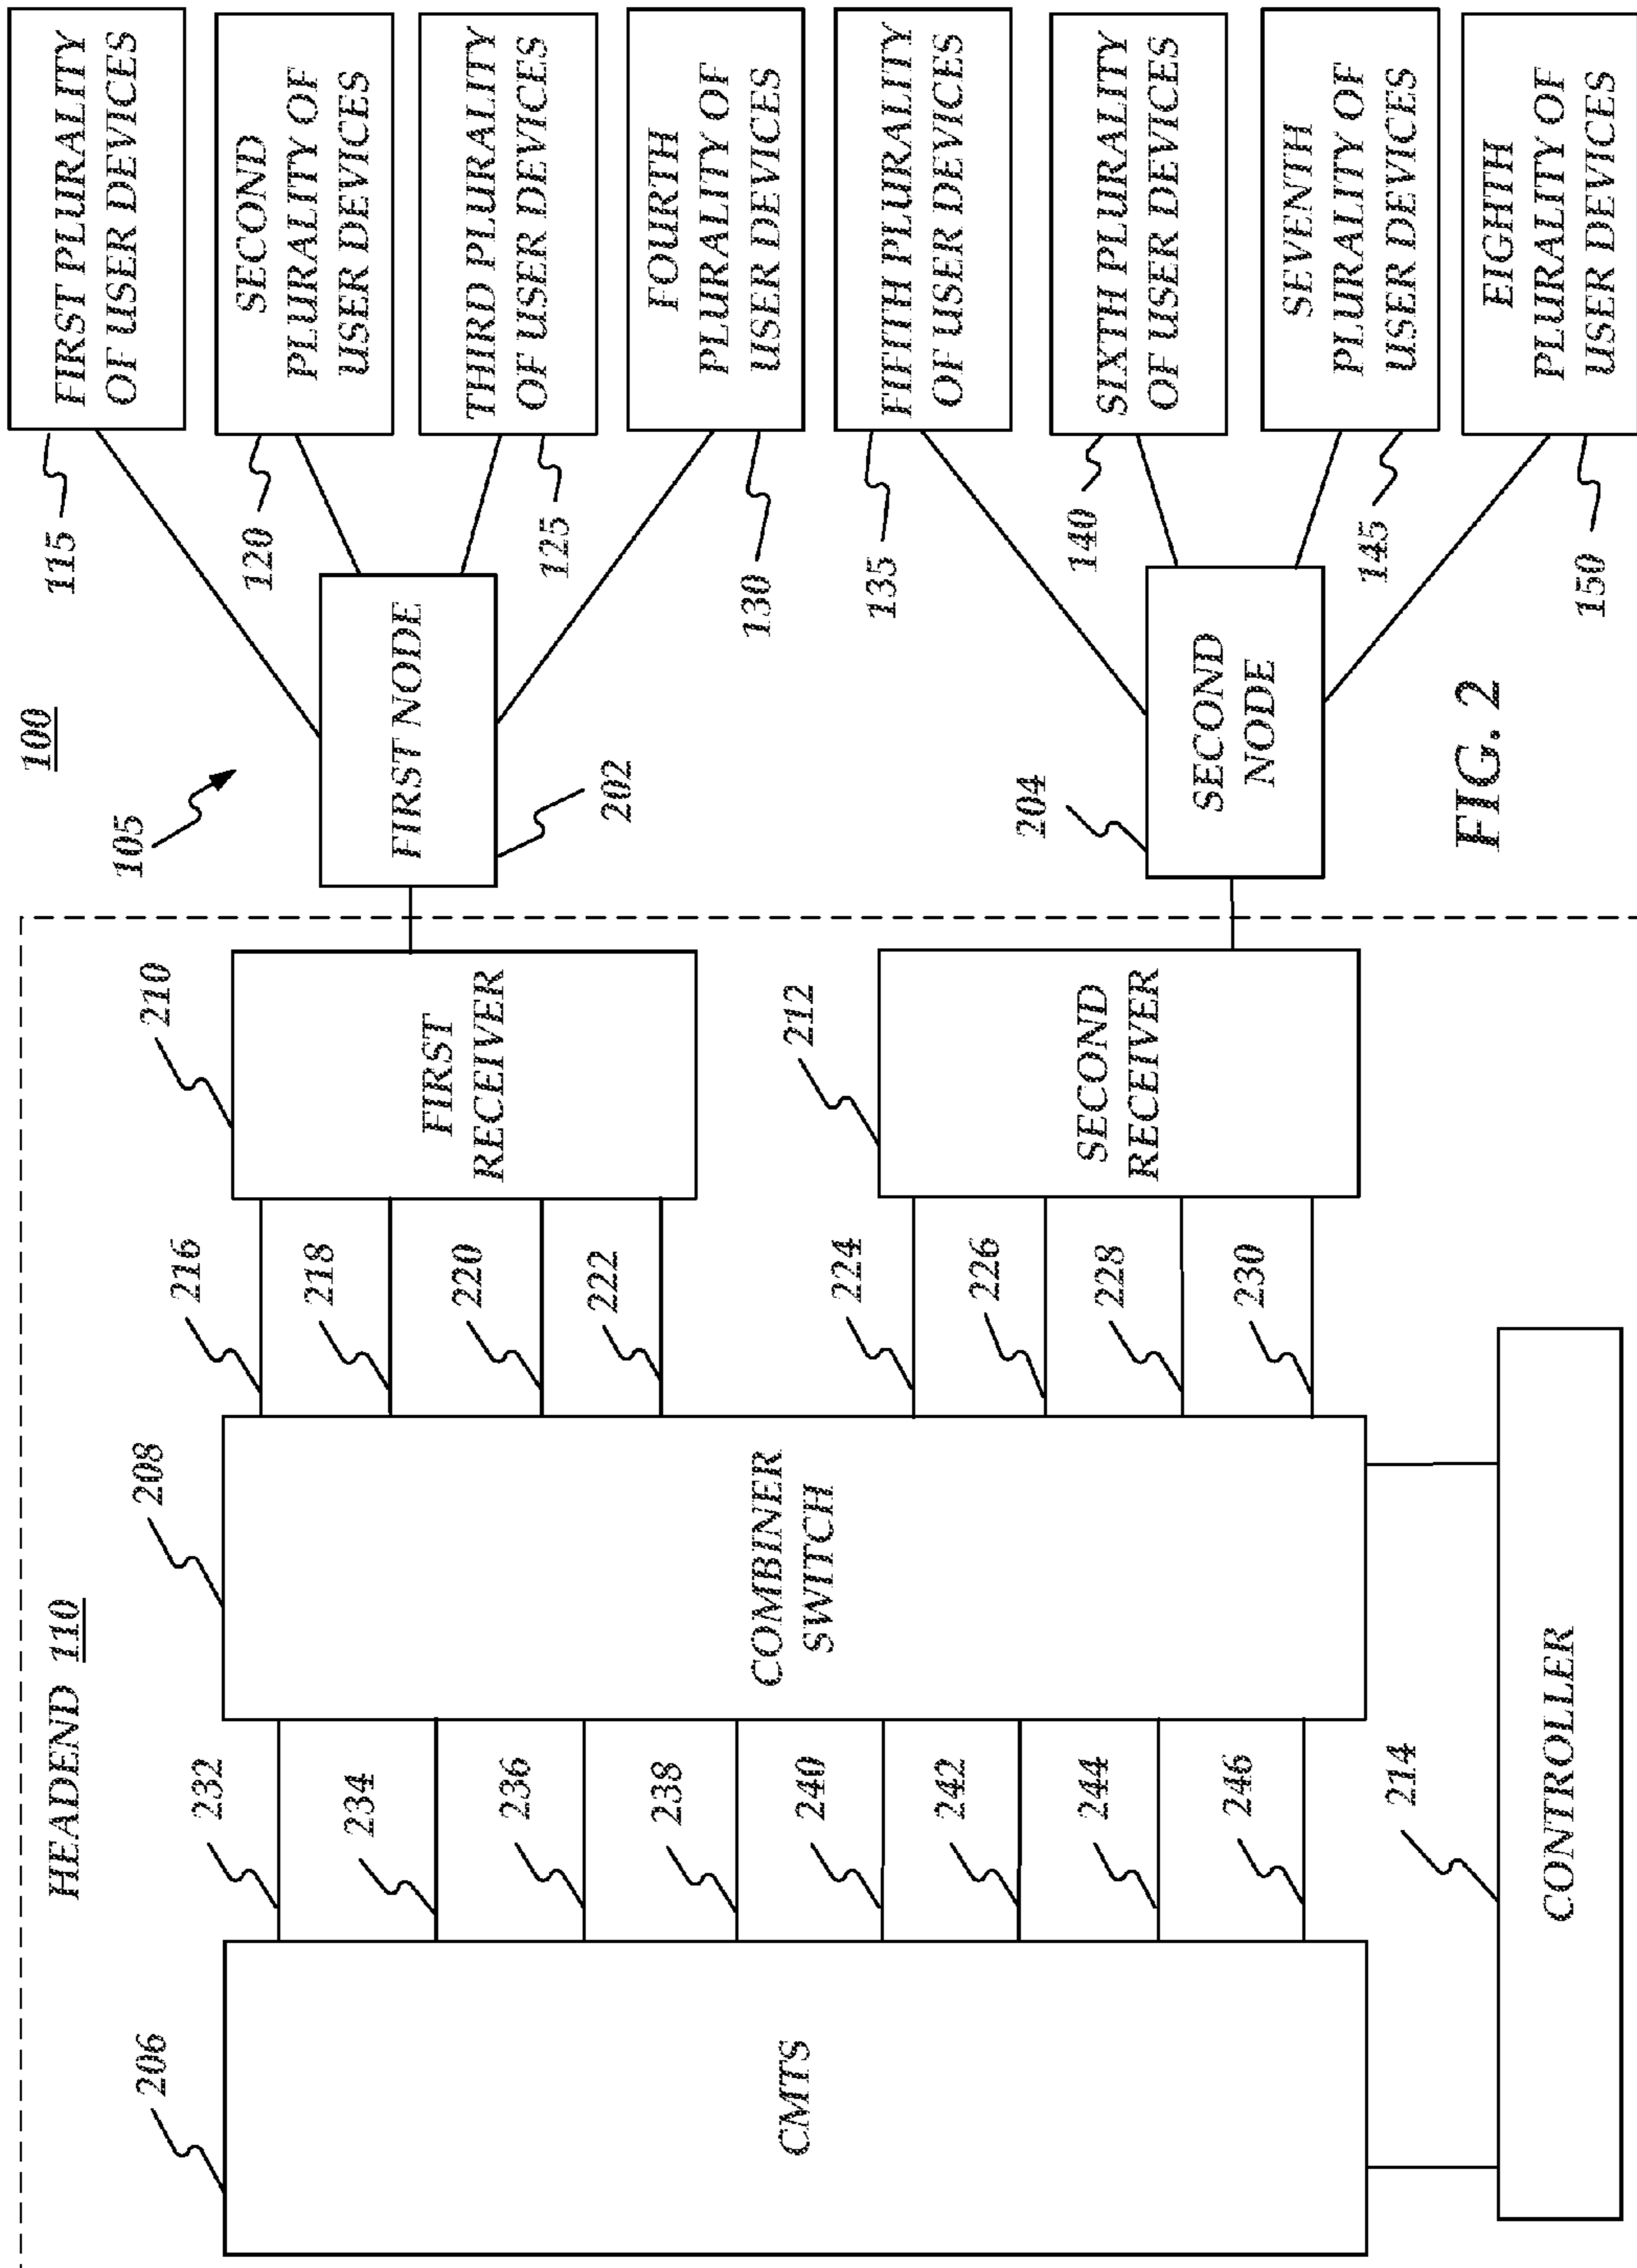 100
HEADEND 110
105
206
CMTS
232
234
236
238
240
242
244
246
208
COMBINER
SWITCH
216
218
220
222
224
226
228
230
210
FIRST
RECEIVER
212
SECOND
RECEIVER
214
CONTROLLER
FIRST NODE
202
204
SECOND
NODE
115
FIRST PLURALITY
OF USER DEVICES
120
SECOND
PLURALITY OF
USER DEVICES
125
THIRD PLURALITY
OF USER DEVICES
130
FOURTH
PLURALITY OF
USER DEVICES
135
FIFTH PLURALITY
OF USER DEVICES
140
SIXTH PLURALITY
OF USER DEVICES
145
SEVENTH
PLURALITY OF
USER DEVICES
150
EIGHTH
PLURALITY OF
USER DEVICES
FIG. 2